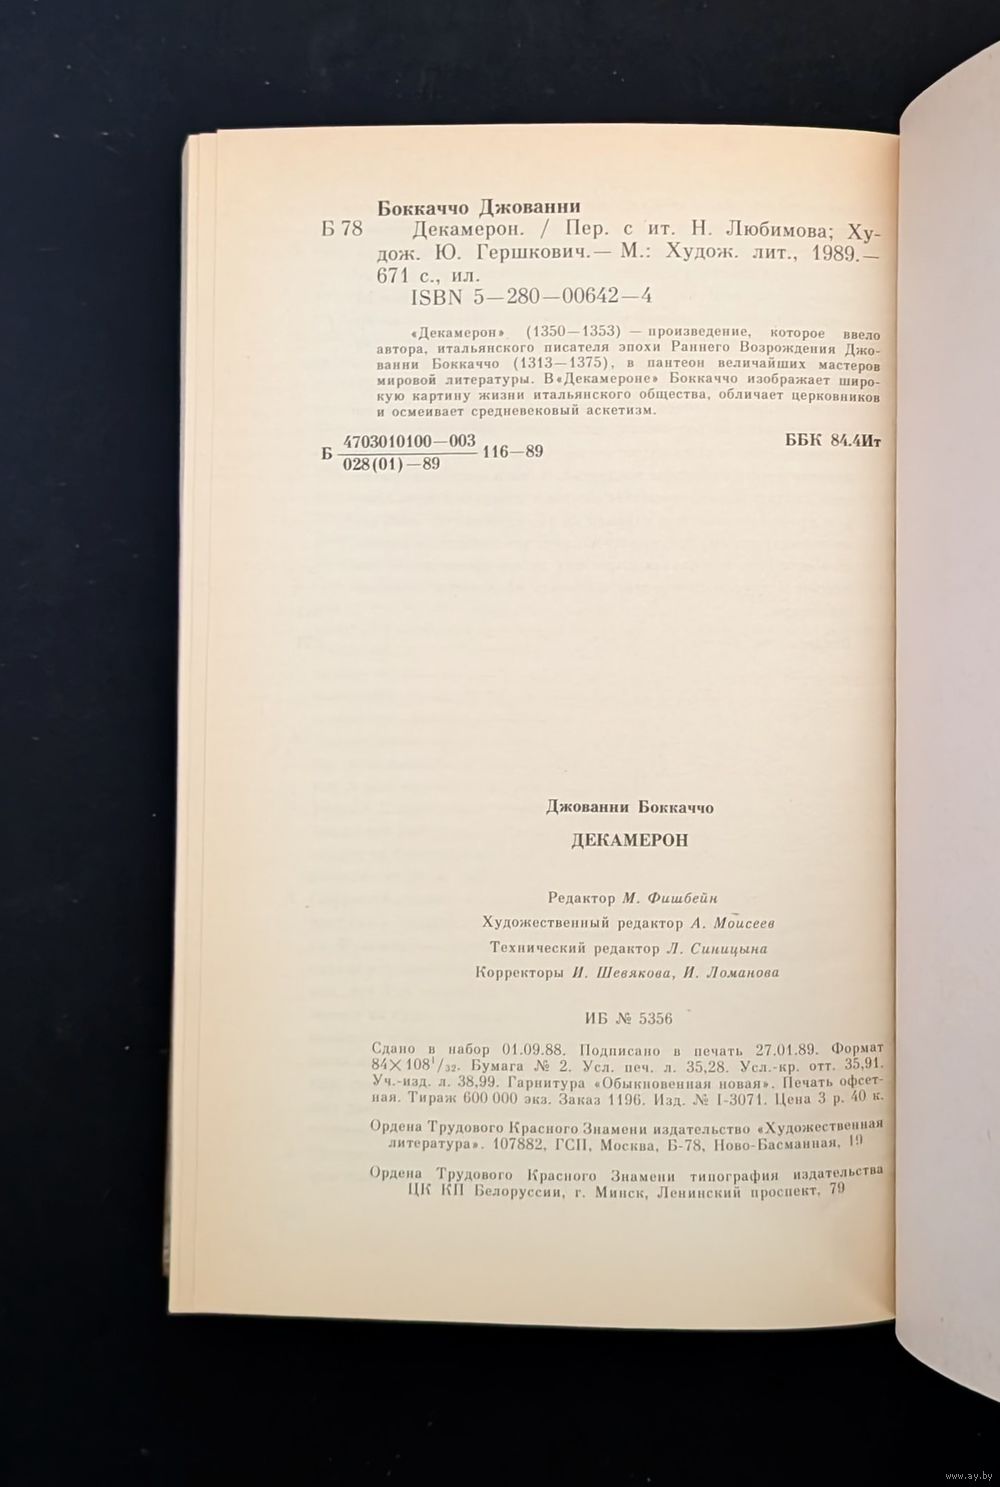 Боккаччо Джованни
Б 78 Декамерон. / Пер. с ит. Н. Любимова; Ху-
дож. Ю. Гершкович.— М.: Худож. лит., 1989.—
671 с., ил.
ISBN 5—280—00642—4
«Декамерон» (1350—1353) — произведение, которое ввело
автора, итальянского писателя эпохи Раннего Возрождения Джо-
ванни Боккаччо (1313—1375), в пантеон величайших мастеров
мировой литературы. В «Декамероне» Боккаччо изображает широ-
кую картину жизни итальянского общества, обличает церковников
и осмеивает средневековый аскетизм.
Б 4703010100—003 / 028(01)—89 116—89 ББК 84.4Ит
Джованни Боккаччо
ДЕКАМЕРОН
Редактор М. Фишбейн
Художественный редактор А. Моисеев
Технический редактор Л. Синицына
Корректоры И. Шевякова, И. Ломанова
ИБ № 5356
Сдано в набор 01.09.88. Подписано в печать 27.01.89. Формат
84×108¹/₃₂. Бумага № 2. Усл. печ. л. 35,28. Усл.-кр. отт. 35,91.
Уч.-изд. л. 38,99. Гарнитура «Обыкновенная новая». Печать офсет-
ная. Тираж 600 000 экз. Заказ 1196. Изд. № I-3071. Цена 3 р. 40 к.
Ордена Трудового Красного Знамени издательство «Художественная
литература». 107882, ГСП, Москва, Б-78, Ново-Басманная, 19
Ордена Трудового Красного Знамени типография издательства
ЦК КП Белоруссии, г. Минск, Ленинский проспект, 79
www.ay.by